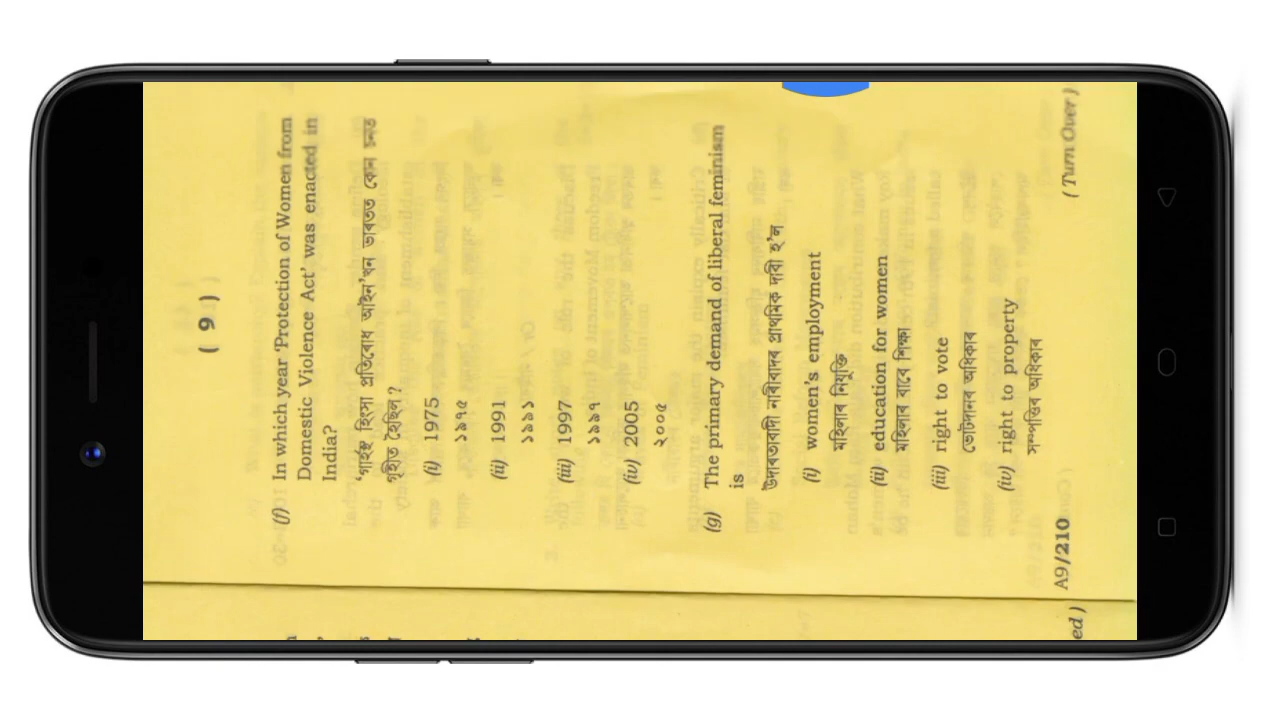 ( 9 )
(f) In which year ‘Protection of Women from
Domestic Violence Act’ was enacted in
India?
‘গাৰ্হস্থ হিংসা প্ৰতিৰোধ আইন’খন ভাৰতত কোন চনত
গৃহীত হৈছিল ?
(i) 1975
১৯৭৫
(ii) 1991
১৯৯১
(iii) 1997
১৯৯৭
(iv) 2005
২০০৫
(g) The primary demand of liberal feminism
is
উদাৰতাবাদী নাৰীবাদৰ প্ৰাথমিক দাবী হ’ল
(i) women’s employment
মহিলাৰ নিযুক্তি
(ii) education for women
মহিলাৰ বাবে শিক্ষা
(iii) right to vote
ভোটদানৰ অধিকাৰ
(iv) right to property
সম্পত্তিৰ অধিকাৰ
A9/210
( Turn Over )
ed )